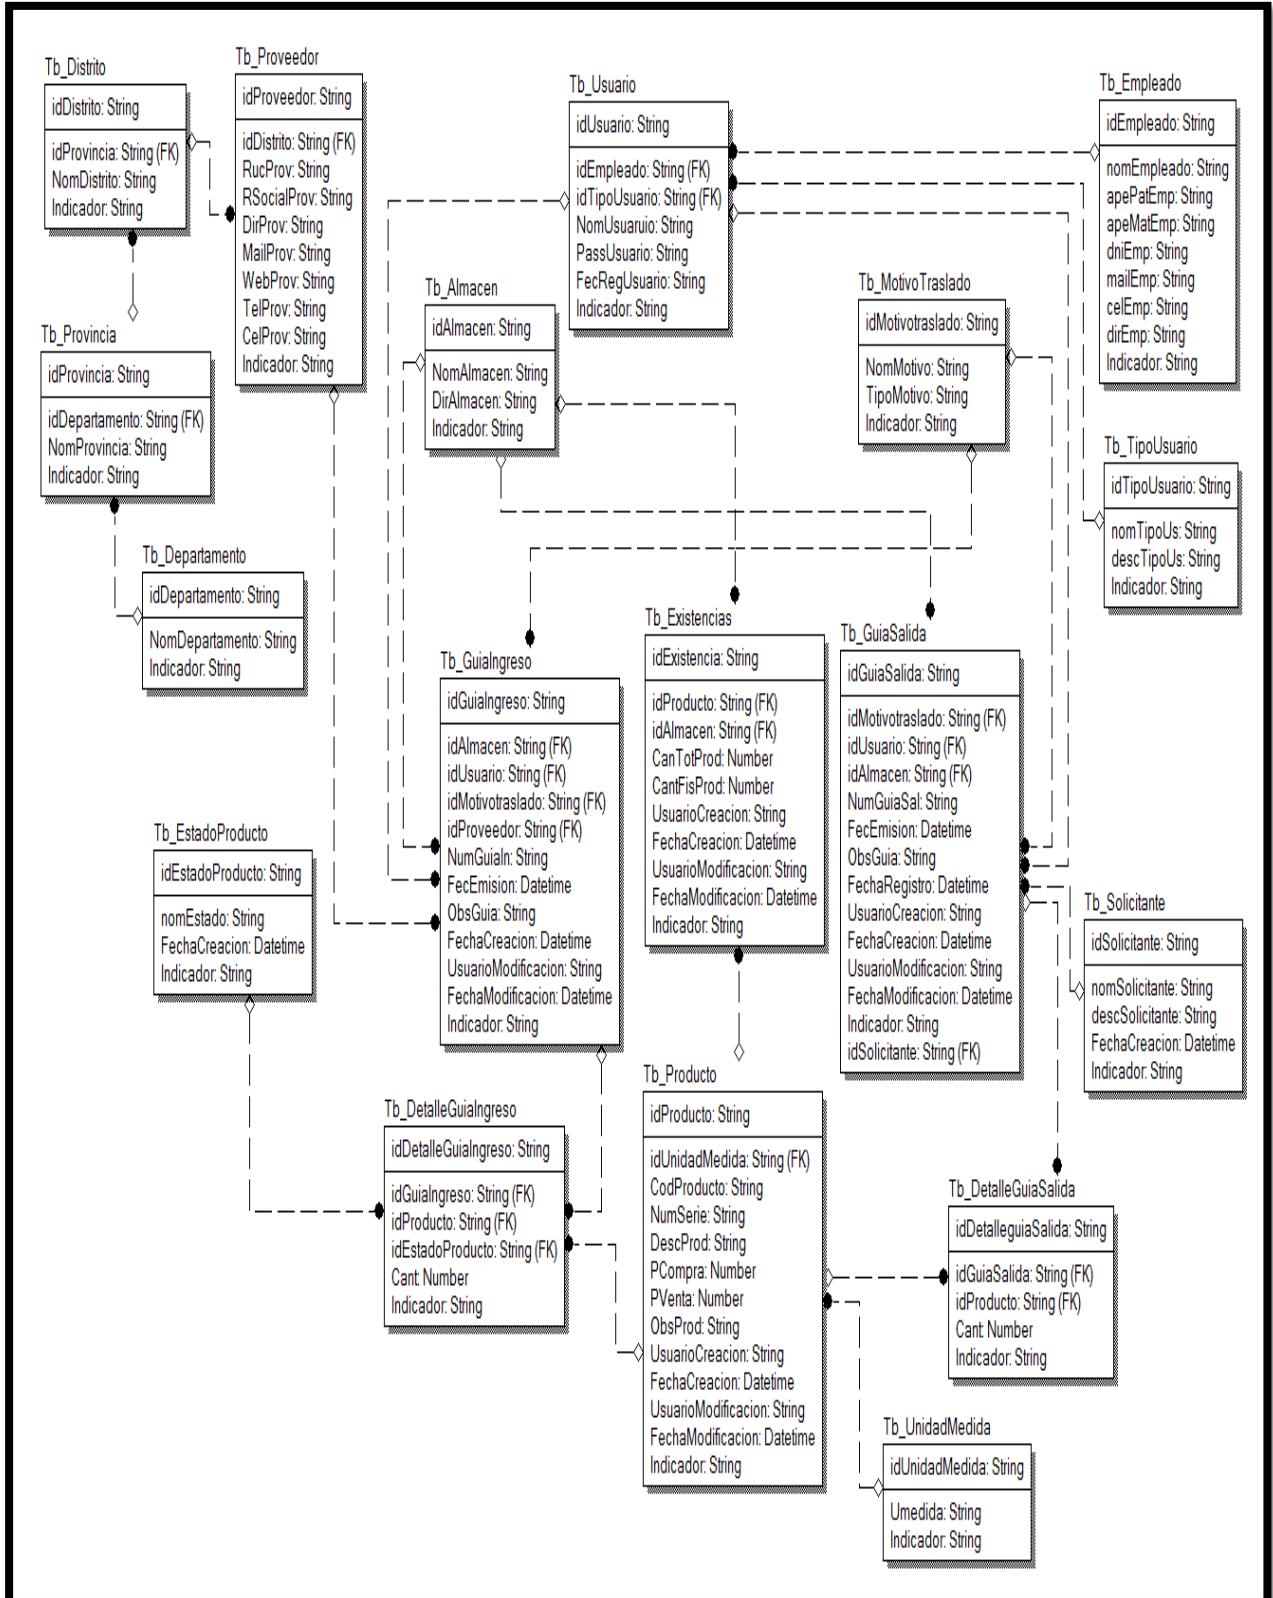 Tb_Distrito
idDistrito: String
idProvincia: String (FK)
NomDistrito: String
Indicador: String
Tb_Proveedor
idProveedor: String
idDistrito: String (FK)
RucProv: String
RSocialProv: String
DirProv: String
MailProv: String
WebProv: String
TelProv: String
CelProv: String
Indicador: String
Tb_Usuario
idUsuario: String
idEmpleado: String (FK)
idTipoUsuario: String (FK)
NomUsuaruio: String
PassUsuario: String
FecRegUsuario: String
Indicador: String
Tb_Empleado
idEmpleado: String
nomEmpleado: String
apePatEmp: String
apeMatEmp: String
dniEmp: String
mailEmp: String
celEmp: String
dirEmp: String
Indicador: String
Tb_Almacen
idAlmacen: String
NomAlmacen: String
DirAlmacen: String
Indicador: String
Tb_MotivoTraslado
idMotivotraslado: String
NomMotivo: String
TipoMotivo: String
Indicador: String
Tb_Provincia
idProvincia: String
idDepartamento: String (FK)
NomProvincia: String
Indicador: String
Tb_TipoUsuario
idTipoUsuario: String
nomTipoUs: String
descTipoUs: String
Indicador: String
Tb_Departamento
idDepartamento: String
NomDepartamento: String
Indicador: String
Tb_GuiaIngreso
idGuiaIngreso: String
idAlmacen: String (FK)
idUsuario: String (FK)
idMotivotraslado: String (FK)
idProveedor: String (FK)
NumGuiaIn: String
FecEmision: Datetime
ObsGuia: String
FechaCreacion: Datetime
UsuarioModificacion: String
FechaModificacion: Datetime
Indicador: String
Tb_Existencias
idExistencia: String
idProducto: String (FK)
idAlmacen: String (FK)
CanTotProd: Number
CantFisProd: Number
UsuarioCreacion: String
FechaCreacion: Datetime
UsuarioModificacion: String
FechaModificacion: Datetime
Indicador: String
Tb_GuiaSalida
idGuiaSalida: String
idMotivotraslado: String (FK)
idUsuario: String (FK)
idAlmacen: String (FK)
NumGuiaSal: String
FecEmision: Datetime
ObsGuia: String
FechaRegistro: Datetime
UsuarioCreacion: String
FechaCreacion: Datetime
UsuarioModificacion: String
FechaModificacion: Datetime
Indicador: String
idSolicitante: String (FK)
Tb_EstadoProducto
idEstadoProducto: String
nomEstado: String
FechaCreacion: Datetime
Indicador: String
Tb_Solicitante
idSolicitante: String
nomSolicitante: String
descSolicitante: String
FechaCreacion: Datetime
Indicador: String
Tb_DetalleGuiaIngreso
idDetalleGuiaIngreso: String
idGuiaIngreso: String (FK)
idProducto: String (FK)
idEstadoProducto: String (FK)
Cant: Number
Indicador: String
Tb_Producto
idProducto: String
idUnidadMedida: String (FK)
CodProducto: String
NumSerie: String
DescProd: String
PCompra: Number
PVenta: Number
ObsProd: String
UsuarioCreacion: String
FechaCreacion: Datetime
UsuarioModificacion: String
FechaModificacion: Datetime
Indicador: String
Tb_DetalleGuiaSalida
idDetalleguiaSalida: String
idGuiaSalida: String (FK)
idProducto: String (FK)
Cant: Number
Indicador: String
Tb_UnidadMedida
idUnidadMedida: String
Umedida: String
Indicador: String